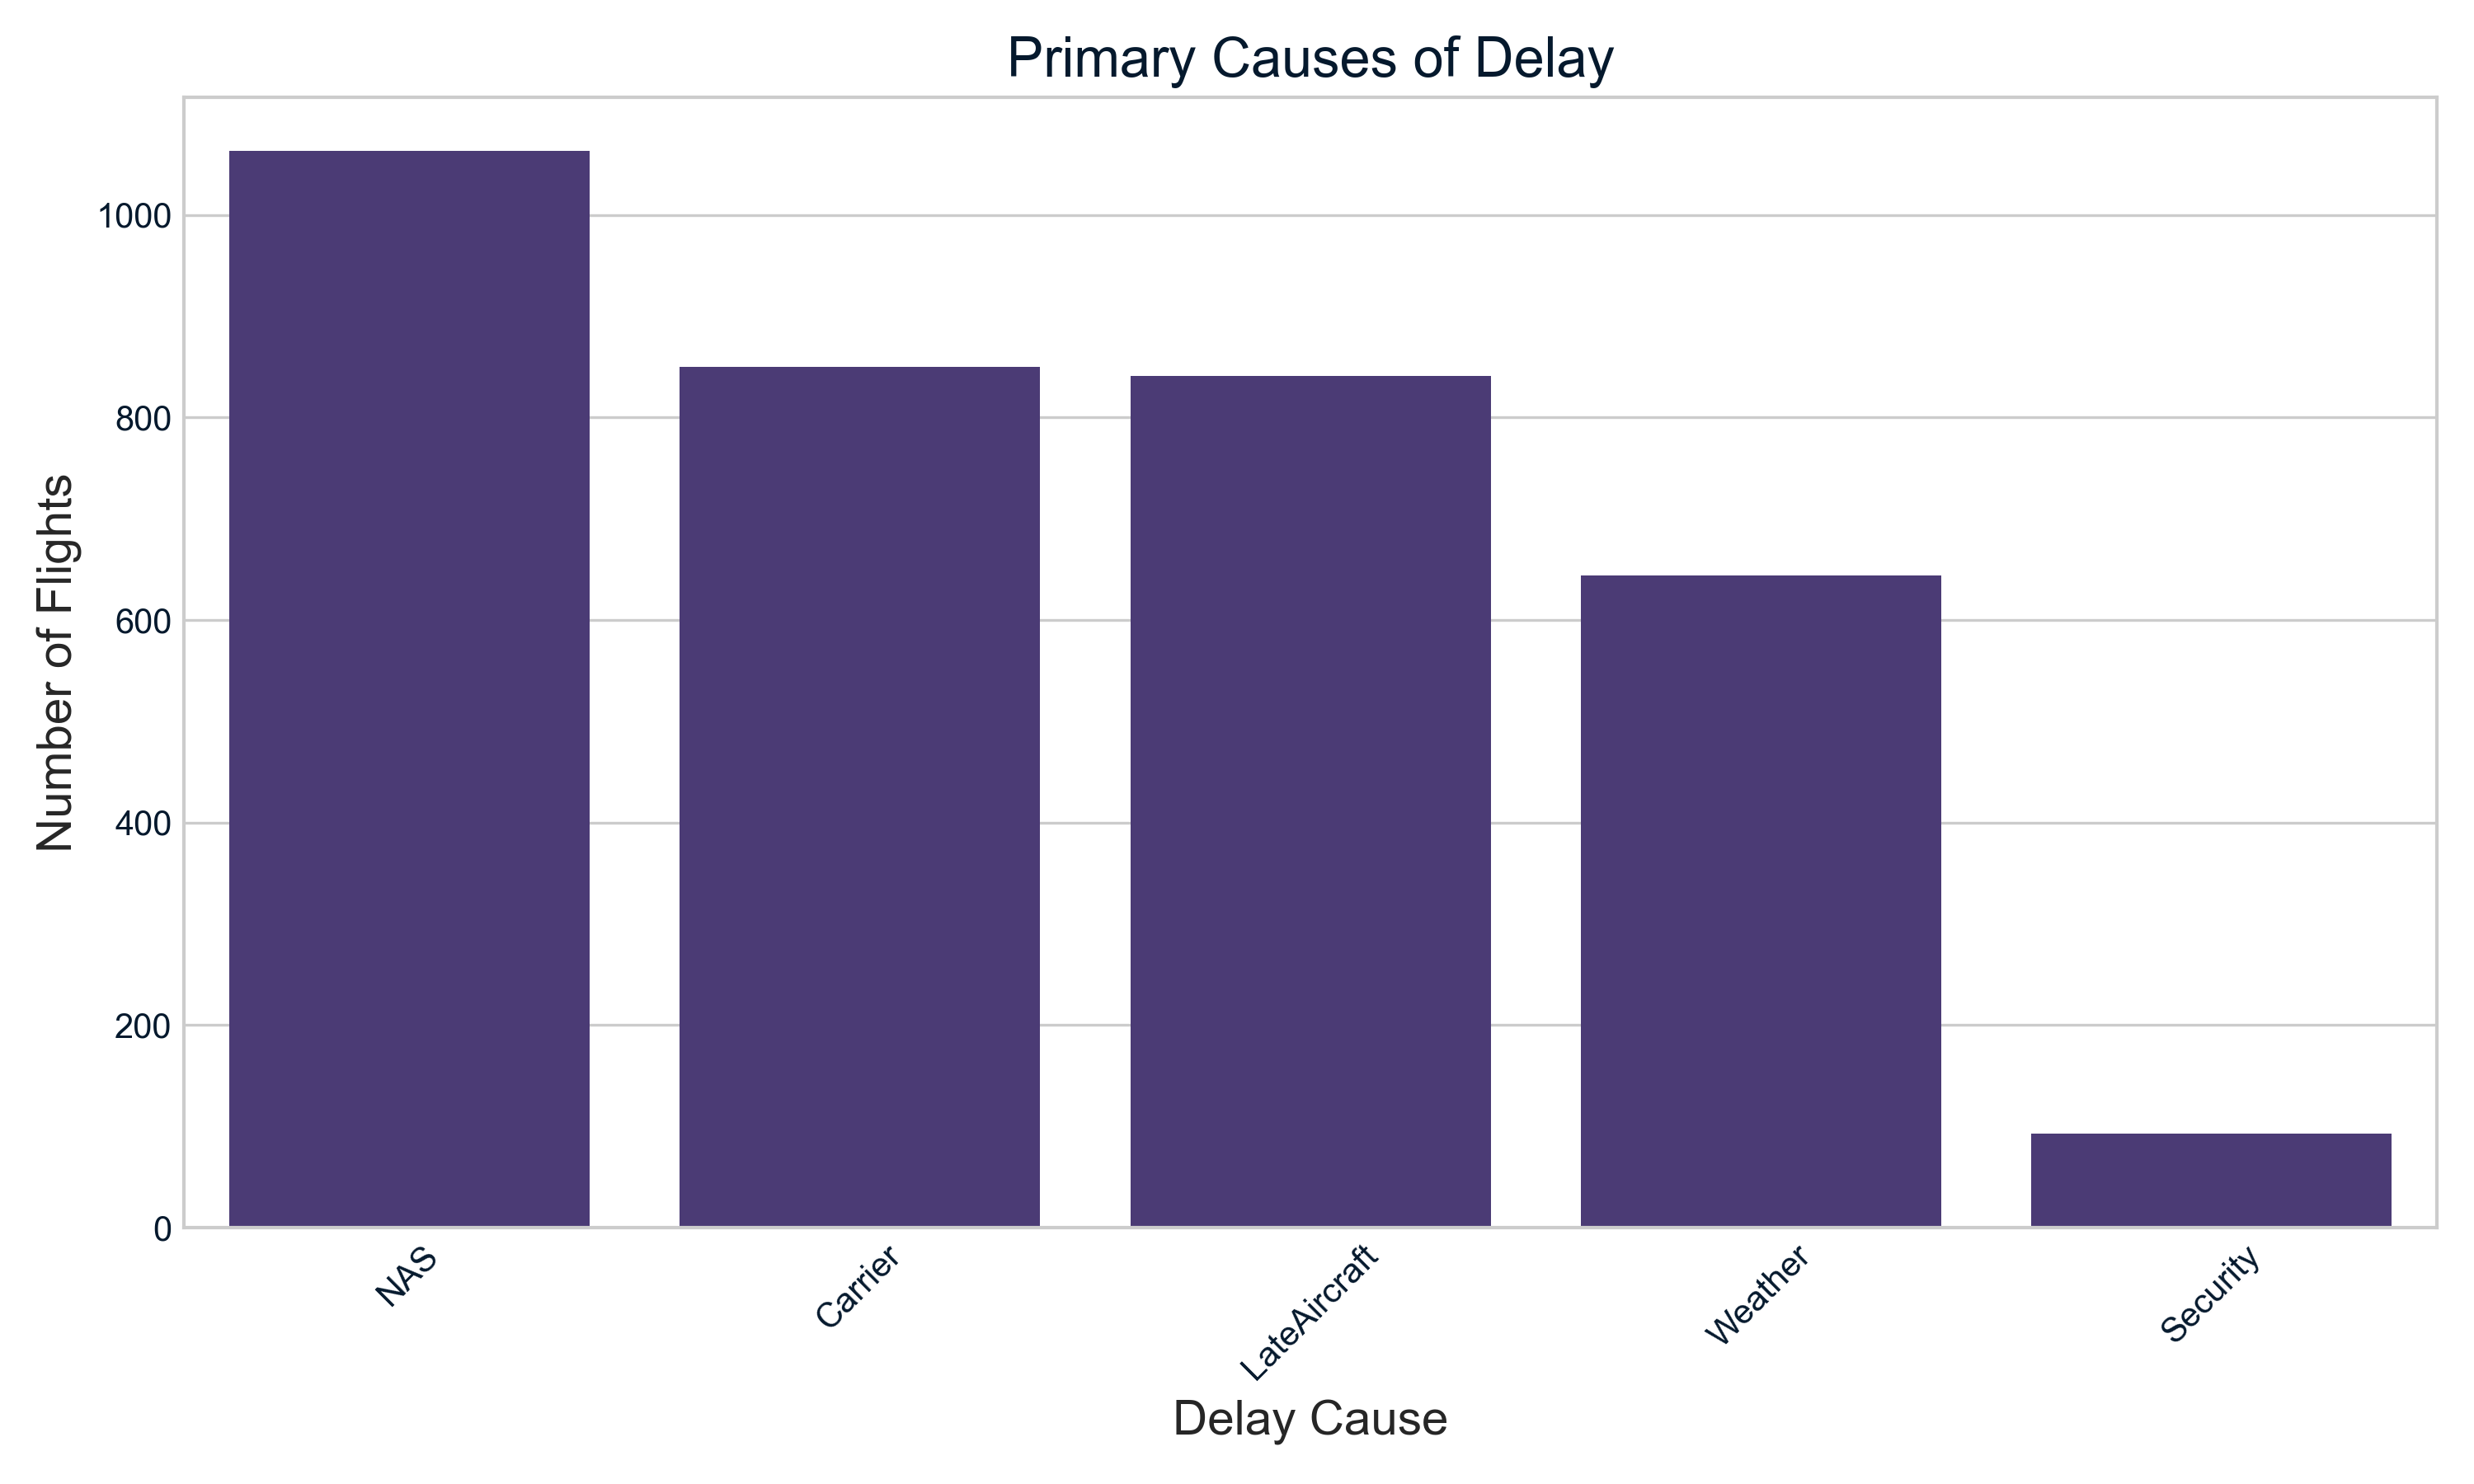 Primary Causes of Delay
Number of Flights
1000
800
600
400
200
0
NAS
Carrier
LateAircraft
Weather
Security
Delay Cause